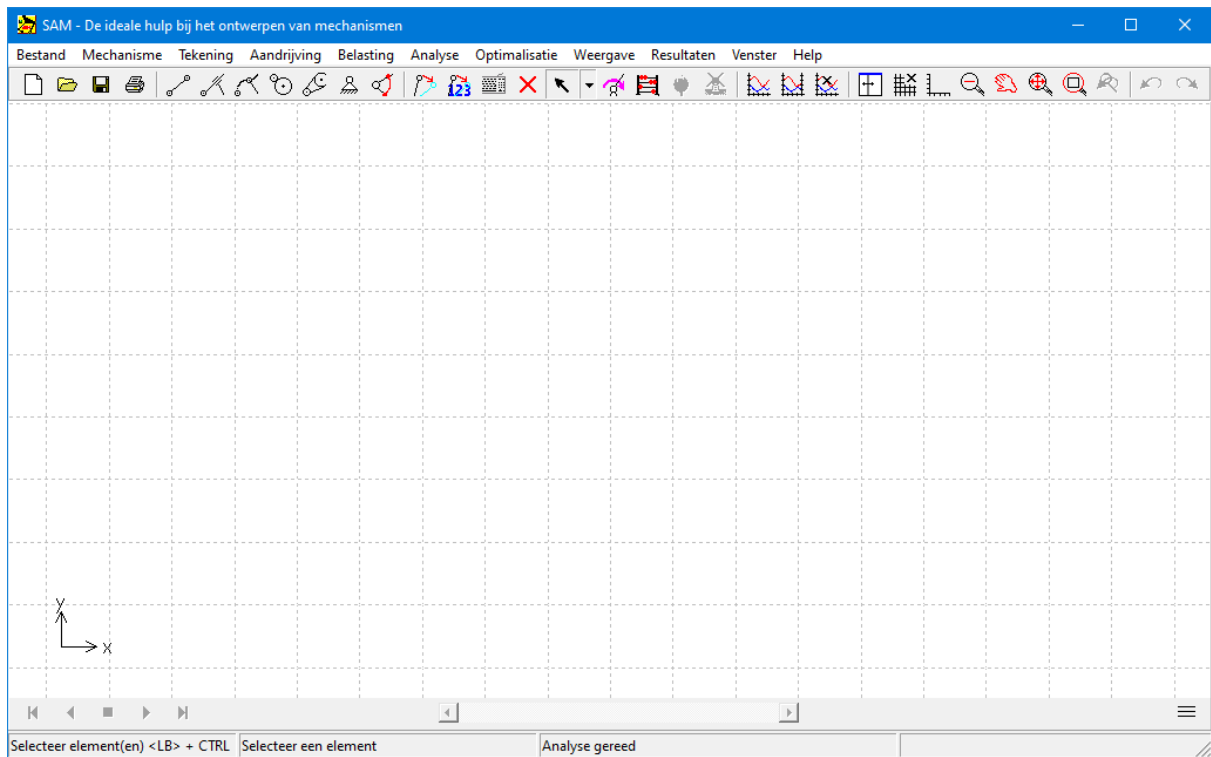 SAM - De ideale hulp bij het ontwerpen van mechanismen
Bestand Mechanisme Tekening Aandrijving Belasting Analyse Optimalisatie Weergave Resultaten Venster Help
123
y
x
Selecteer element(en) <LB> + CTRL Selecteer een element Analyse gereed